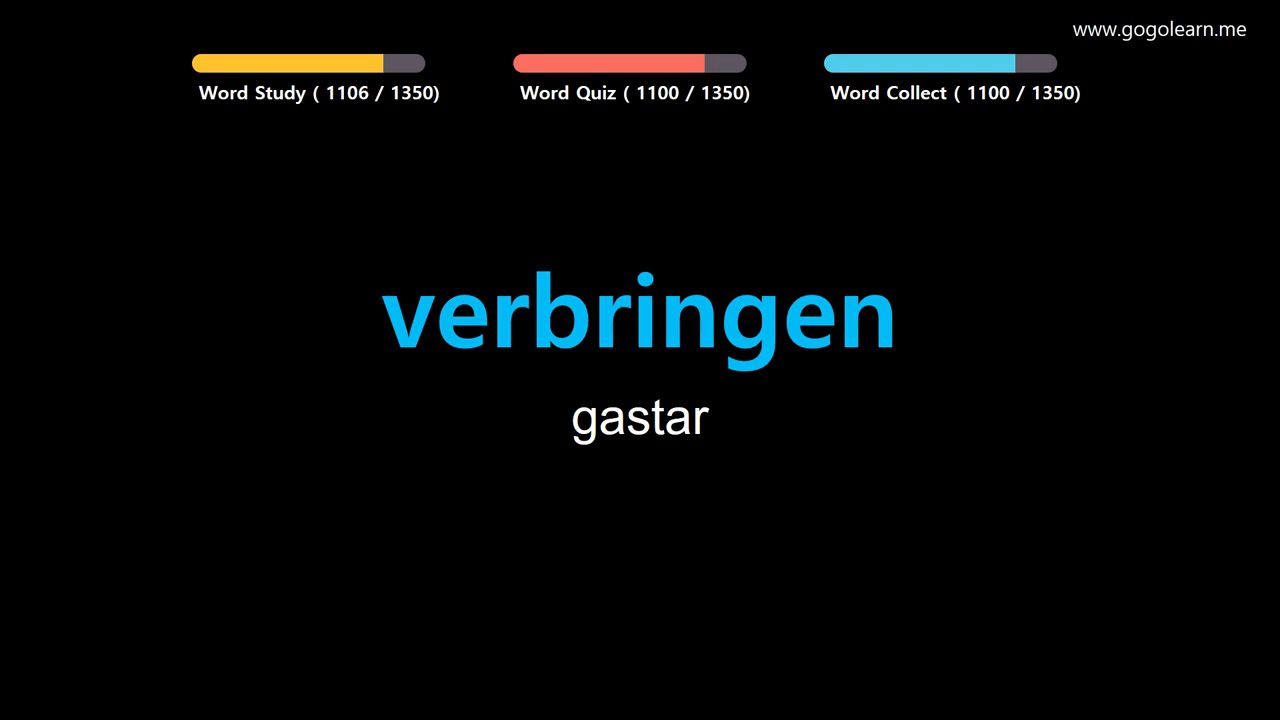 www.gogolearn.me
Word Study ( 1106 / 1350)
Word Quiz ( 1100 / 1350)
Word Collect ( 1100 / 1350)
verbringen
gastar